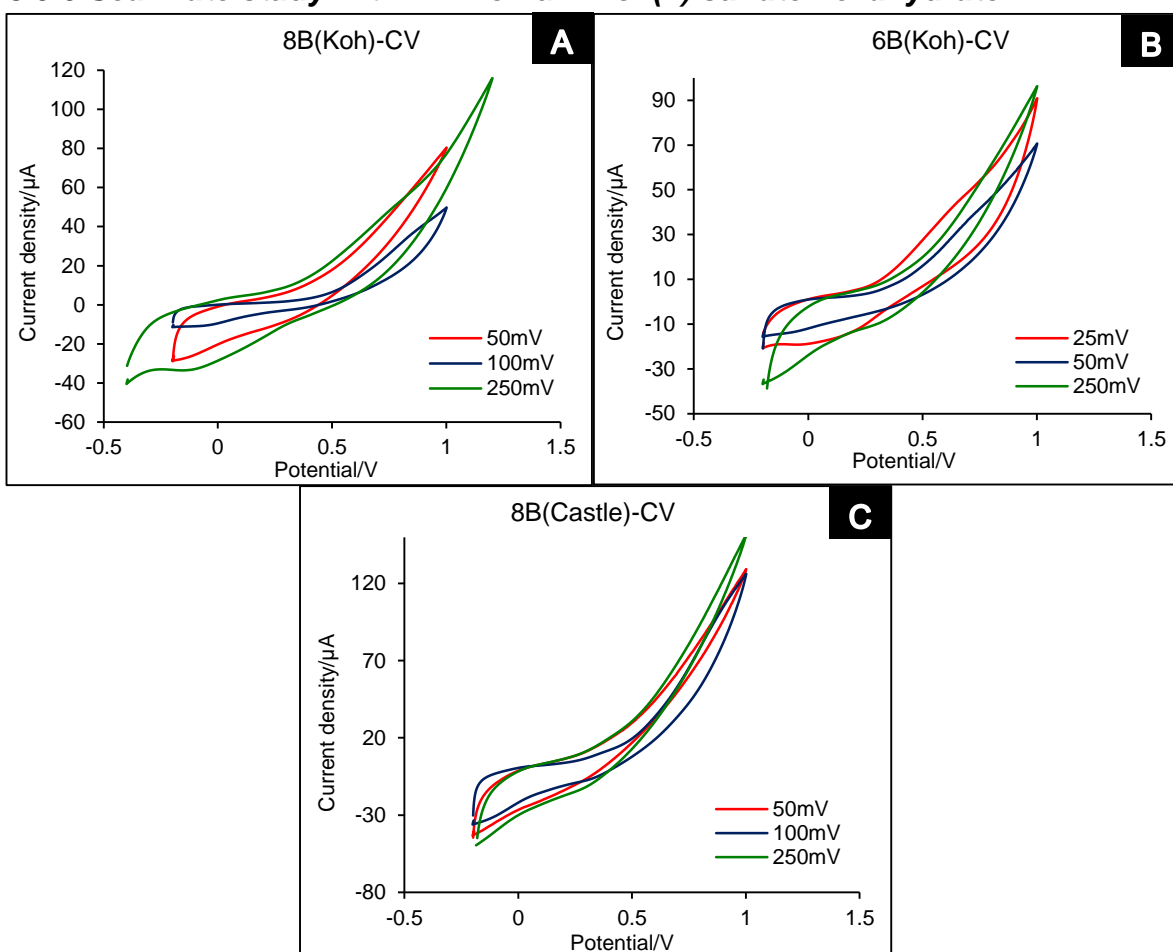 Scan Rate Study
8B(Koh)-CV
A
120
100
80
60
40
20
0
-20
-40
-60
Current density/µA
-0.5 0 0.5 1 1.5
Potential/V
50mV
100mV
250mV
6B(Koh)-CV
B
90
70
50
30
10
-10
-30
-50
Current density/µA
-0.5 0 0.5 1 1.5
Potential/V
25mV
50mV
250mV
8B(Castle)-CV
C
120
70
20
-30
-80
Current density/µA
-0.5 0 0.5 1 1.5
Potential/V
50mV
100mV
250mV